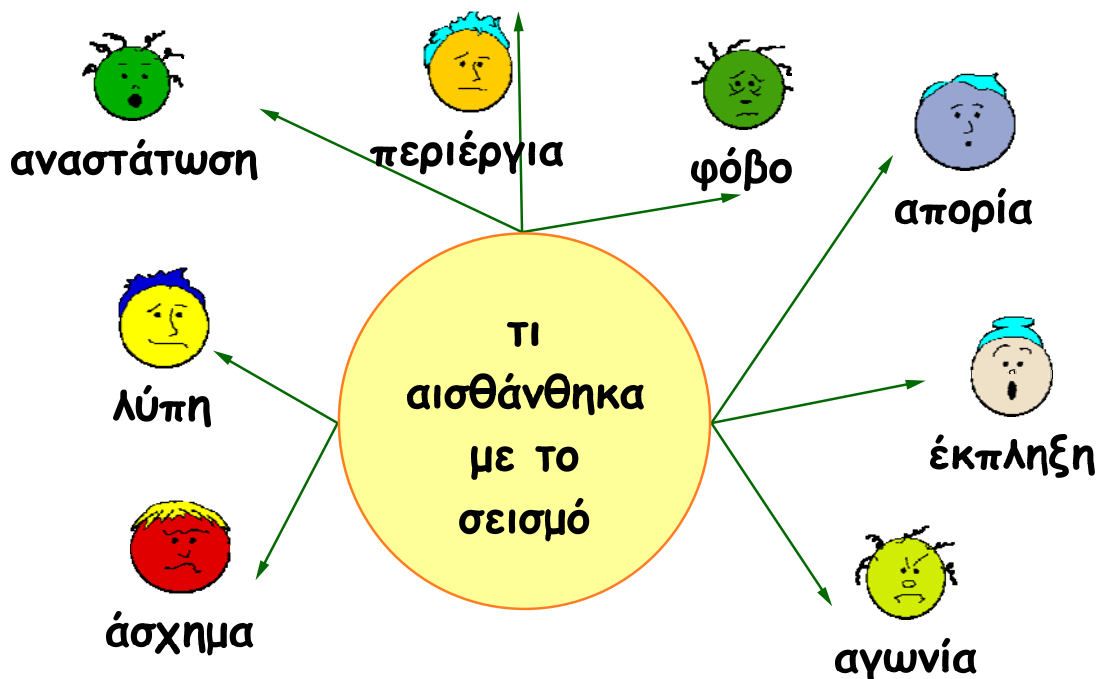 αναστάτωση
περιέργια
φόβο
απορία
τι
αισθάνθηκα
με το
σεισμό
λύπη
έκπληξη
άσχημα
αγωνία